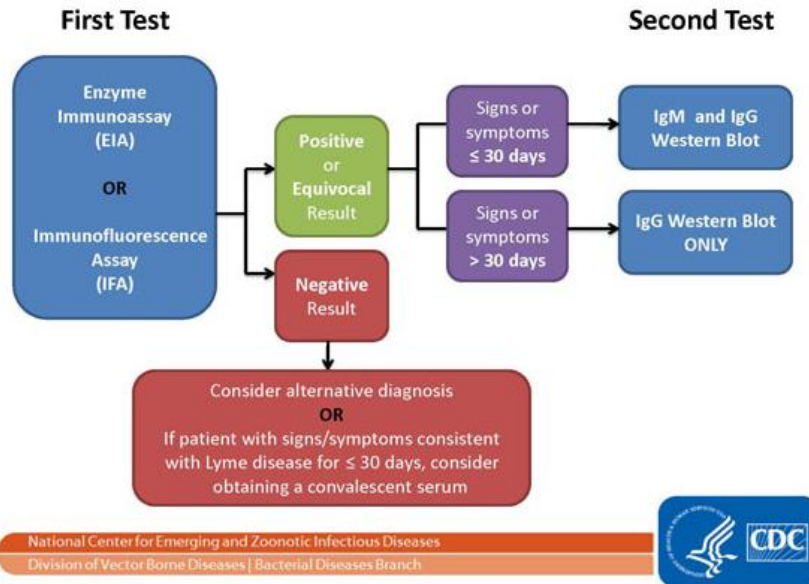 First Test
Second Test
Enzyme
Immunoassay
(EIA)
OR
Immunofluorescence
Assay
(IFA)
Positive
or
Equivocal
Result
Negative
Result
Signs or
symptoms
≤ 30 days
Signs or
symptoms
> 30 days
IgM and IgG
Western Blot
IgG Western Blot
ONLY
Consider alternative diagnosis
OR
If patient with signs/symptoms consistent
with Lyme disease for ≤ 30 days, consider
obtaining a convalescent serum
National Center for Emerging and Zoonotic Infectious Diseases
Division of Vector Borne Diseases | Bacterial Diseases Branch
CDC